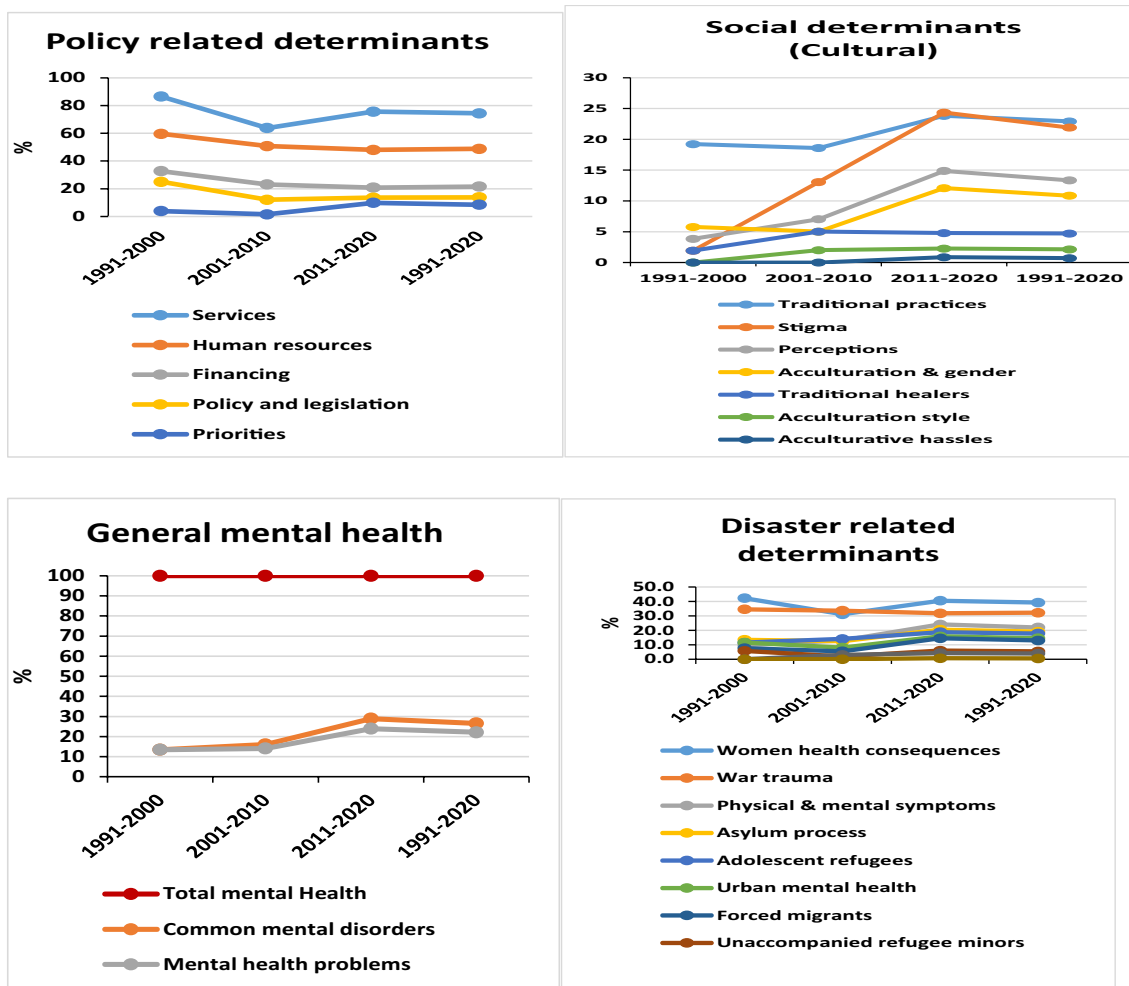 Policy related determinants
100
80
60
40
20
0
%
1991-2000
2001-2010
2011-2020
1991-2020
Services
Human resources
Financing
Policy and legislation
Priorities
Social determinants
(Cultural)
30
25
20
15
10
5
0
1991-2000
2001-2010
2011-2020
1991-2020
Traditional practices
Stigma
Perceptions
Acculturation & gender
Traditional healers
Acculturation style
Acculturative hassles
General mental health
100
90
80
70
60
50
40
30
20
10
0
%
1991-2000
2001-2010
2011-2020
1991-2020
Total mental Health
Common mental disorders
Mental health problems
Disaster related
determinants
50.0
40.0
30.0
20.0
10.0
0.0
%
1991-2000
2001-2010
2011-2020
1991-2020
Women health consequences
War trauma
Physical & mental symptoms
Asylum process
Adolescent refugees
Urban mental health
Forced migrants
Unaccompanied refugee minors